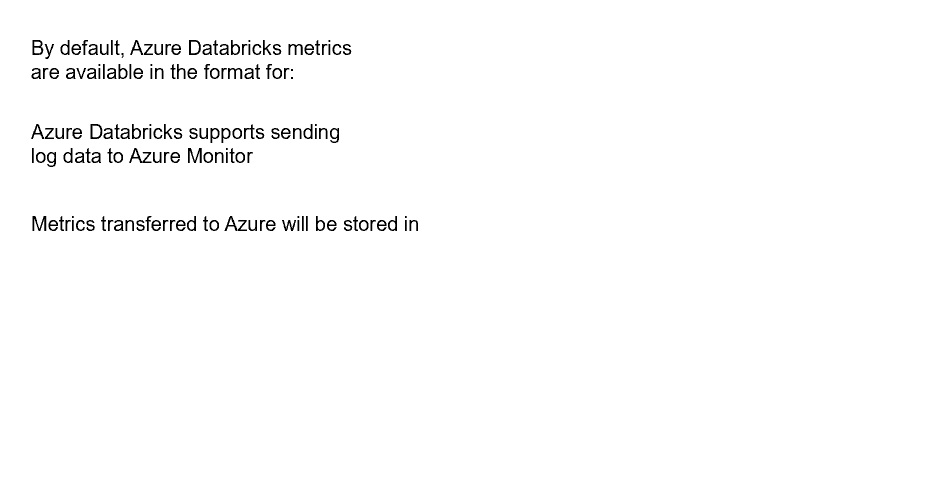 By default, Azure Databricks metrics
are available in the format for:
Azure Databricks supports sending
log data to Azure Monitor
Metrics transferred to Azure will be stored in